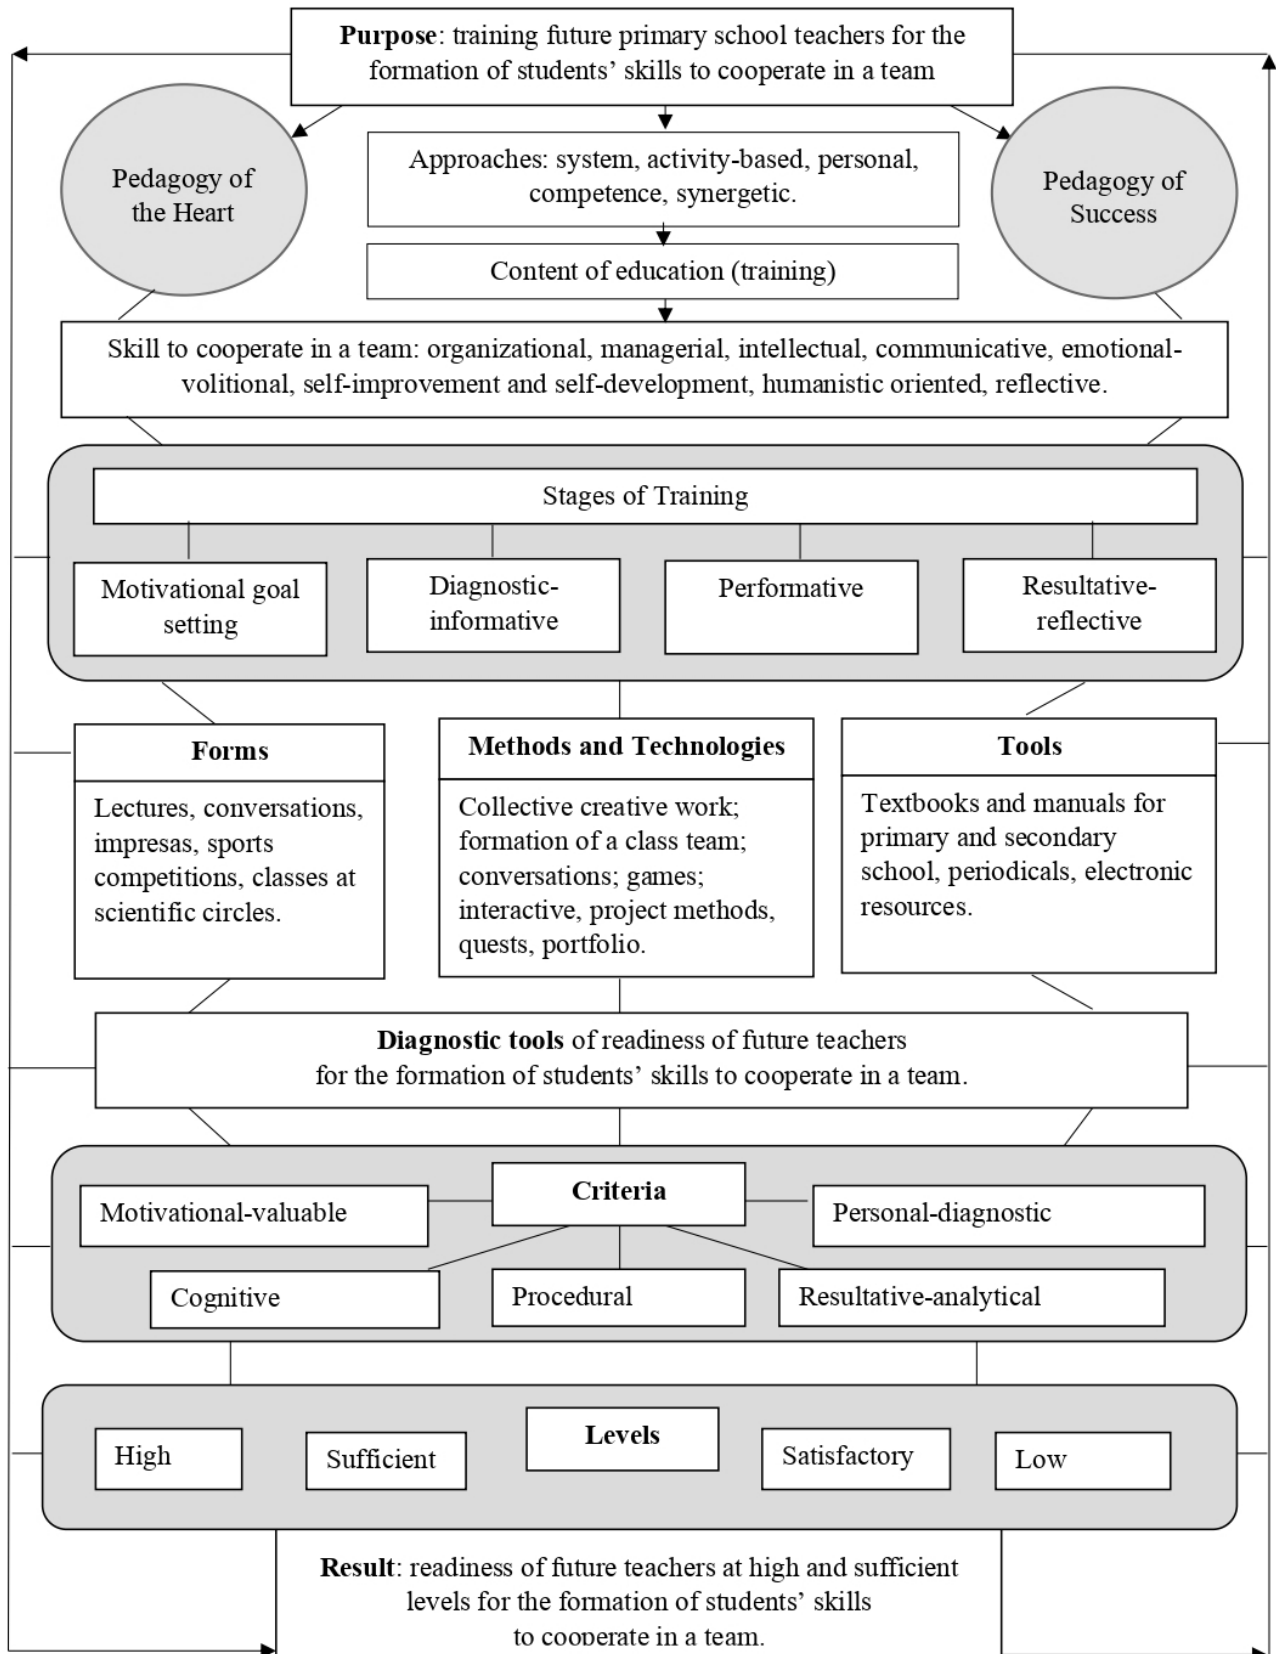 Purpose: training future primary school teachers for the
formation of students’ skills to cooperate in a team
Pedagogy of
the Heart
Approaches: system, activity-based, personal,
competence, synergetic.
Pedagogy of
Success
Content of education (training)
Skill to cooperate in a team: organizational, managerial, intellectual, communicative, emotional-
volitional, self-improvement and self-development, humanistic oriented, reflective.
Stages of Training
Motivational goal
setting
Diagnostic-
informative
Performative
Resultative-
reflective
Forms
Lectures, conversations,
impresas, sports
competitions, classes at
scientific circles.
Methods and Technologies
Collective creative work;
formation of a class team;
conversations; games;
interactive, project methods,
quests, portfolio.
Tools
Textbooks and manuals for
primary and secondary
school, periodicals, electronic
resources.
Diagnostic tools of readiness of future teachers
for the formation of students’ skills to cooperate in a team.
Criteria
Motivational-valuable
Personal-diagnostic
Cognitive
Procedural
Resultative-analytical
Levels
High
Sufficient
Satisfactory
Low
Result: readiness of future teachers at high and sufficient
levels for the formation of students’ skills
to cooperate in a team.